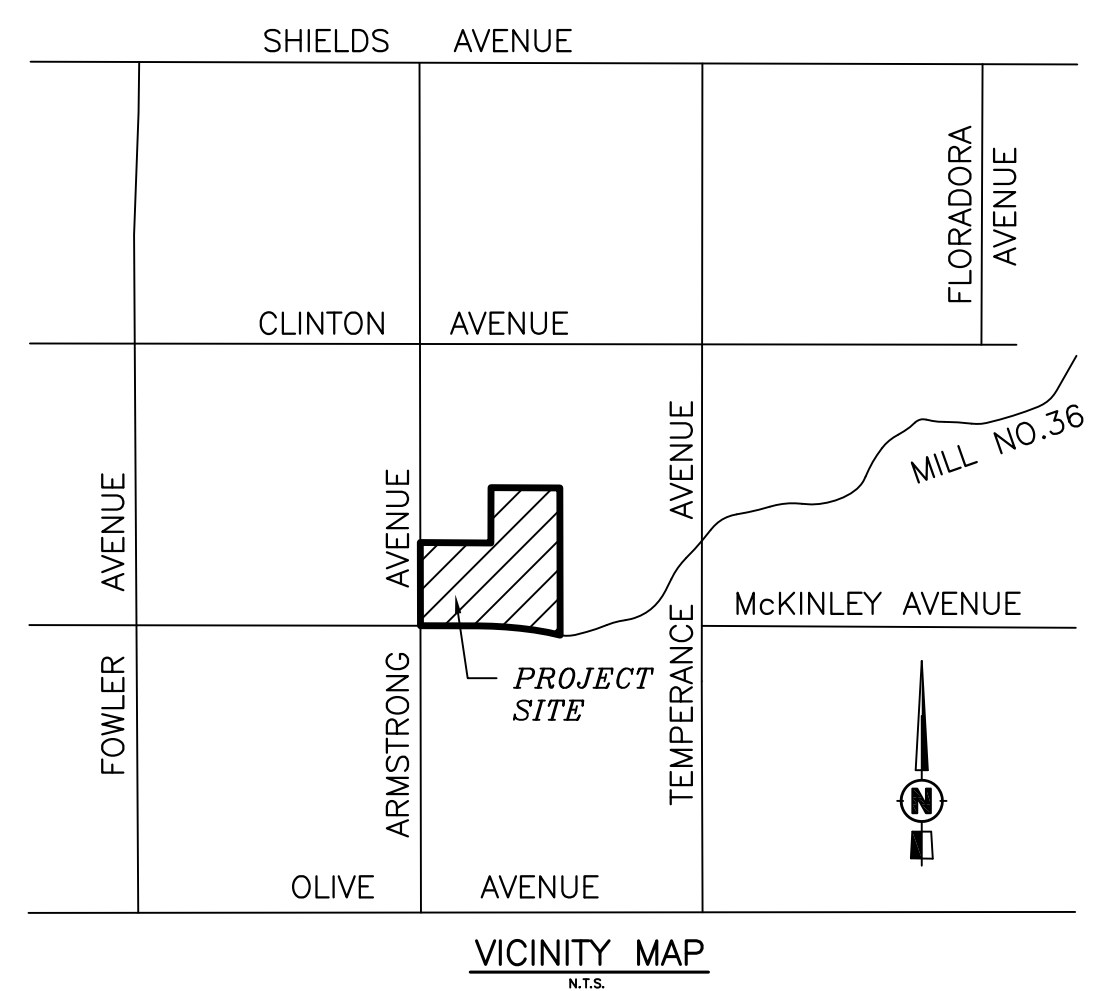 SHIELDS AVENUE
FLORADORA
AVENUE
CLINTON AVENUE
MILL NO.36
FOWLER AVENUE
ARMSTRONG AVENUE
TEMPERANCE AVENUE
McKINLEY AVENUE
PROJECT
SITE
N
OLIVE AVENUE
VICINITY MAP
N.T.S.